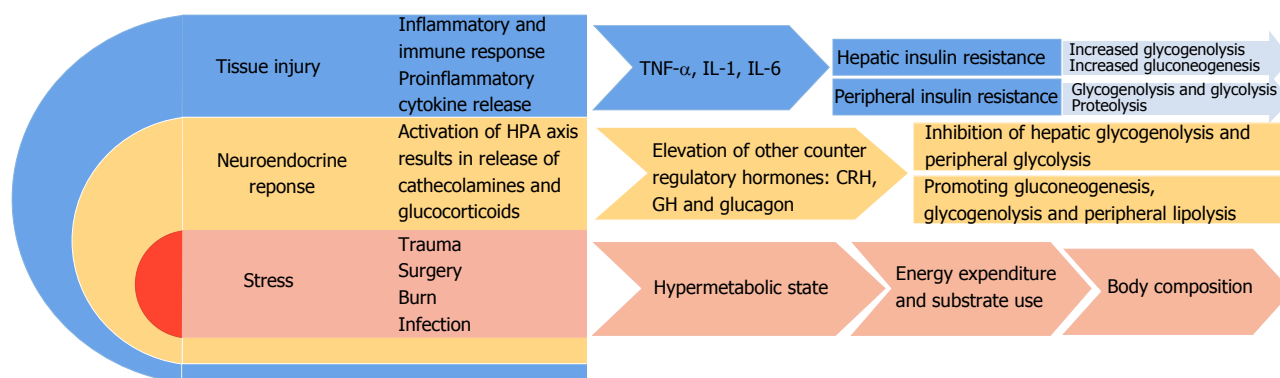 Tissue injury
Inflammatory and
immune response
Proinflammatory
cytokine release
TNF-α, IL-1, IL-6
Hepatic insulin resistance
Increased glycogenolysis
Increased gluconeogenesis
Peripheral insulin resistance
Glycogenolysis and glycolysis
Proteolysis
Neuroendocrine
reponse
Activation of HPA axis
results in release of
cathecolamines and
glucocorticoids
Elevation of other counter
regulatory hormones: CRH,
GH and glucagon
Inhibition of hepatic glycogenolysis and
peripheral glycolysis
Promoting gluconeogenesis,
glycogenolysis and peripheral lipolysis
Stress
Trauma
Surgery
Burn
Infection
Hypermetabolic state
Energy expenditure
and substrate use
Body composition